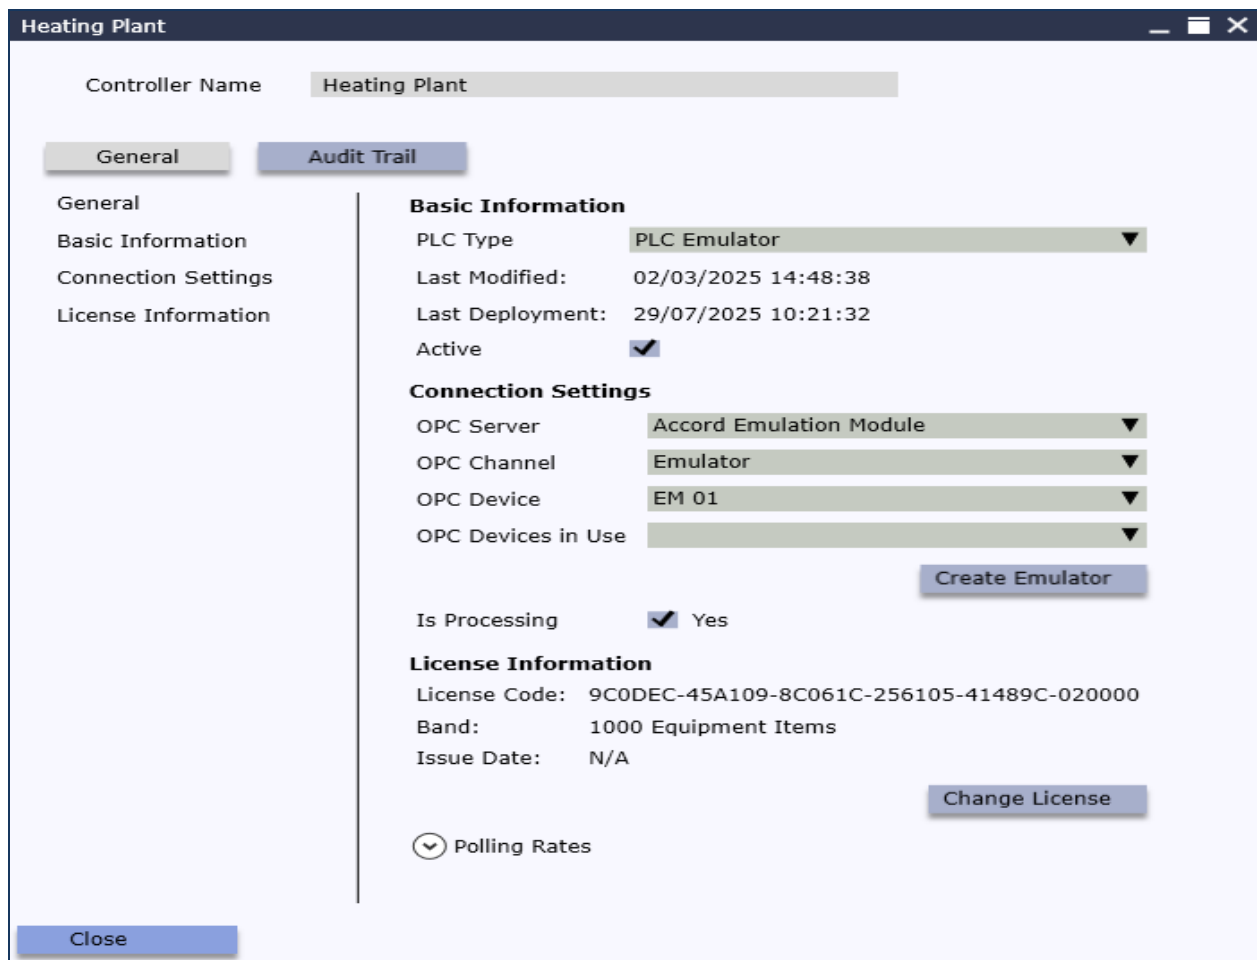 Heating Plant
Controller Name Heating Plant
General Audit Trail
General
Basic Information
Connection Settings
License Information
Basic Information
PLC Type PLC Emulator
Last Modified: 02/03/2025 14:48:38
Last Deployment: 29/07/2025 10:21:32
Active
Connection Settings
OPC Server Accord Emulation Module
OPC Channel Emulator
OPC Device EM 01
OPC Devices in Use
Create Emulator
Is Processing Yes
License Information
License Code: 9C0DEC-45A109-8C061C-256105-41489C-020000
Band: 1000 Equipment Items
Issue Date: N/A
Change License
Polling Rates
Close